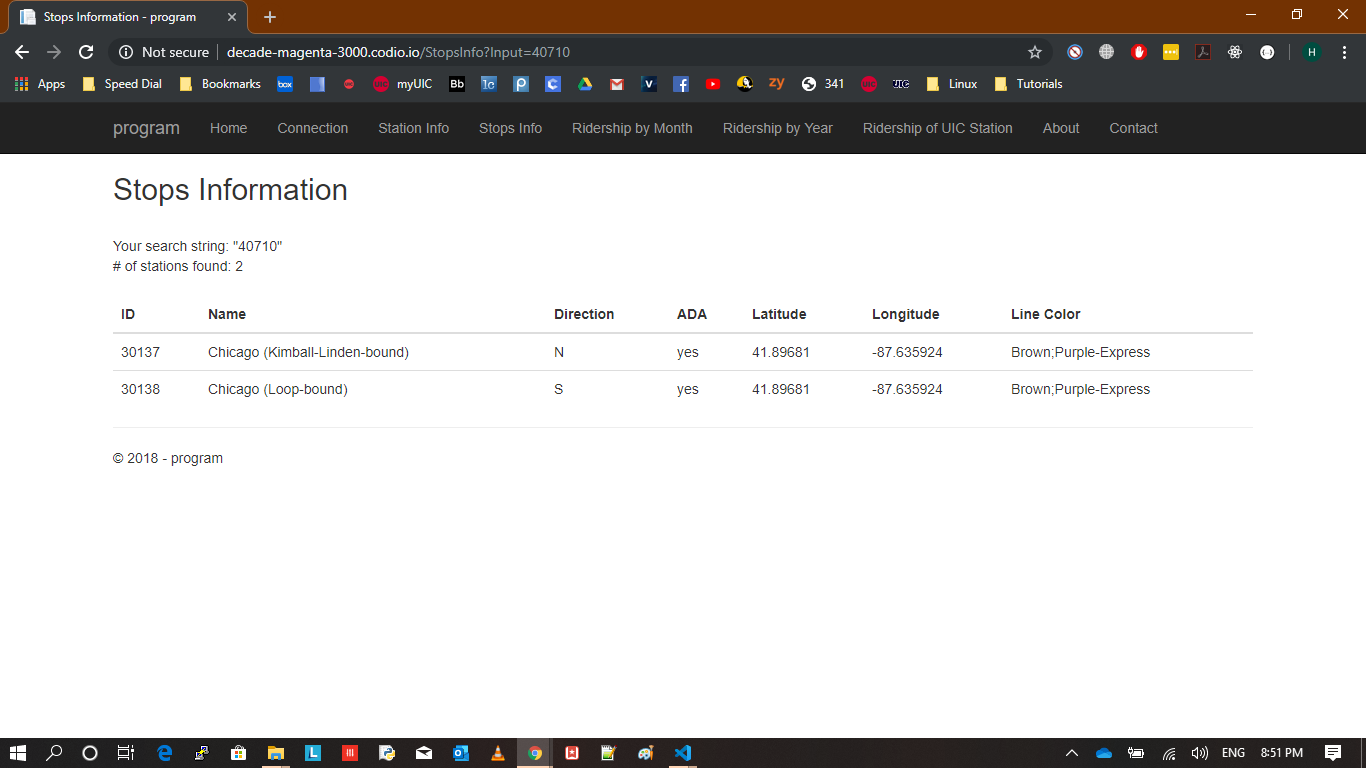 Stops Information - program
Not secure decade-magenta-3000.codio.io/StopsInfo?Input=40710 H
Apps Speed Dial Bookmarks box myUIC Bb 1c P C V f zy 341 UIC Linux Tutorials
program Home Connection Station Info Stops Info Ridership by Month Ridership by Year Ridership of UIC Station About Contact
Stops Information
Your search string: "40710"
# of stations found: 2
ID Name Direction ADA Latitude Longitude Line Color
30137 Chicago (Kimball-Linden-bound) N yes 41.89681 -87.635924 Brown;Purple-Express
30138 Chicago (Loop-bound) S yes 41.89681 -87.635924 Brown;Purple-Express
© 2018 - program
L ENG 8:51 PM